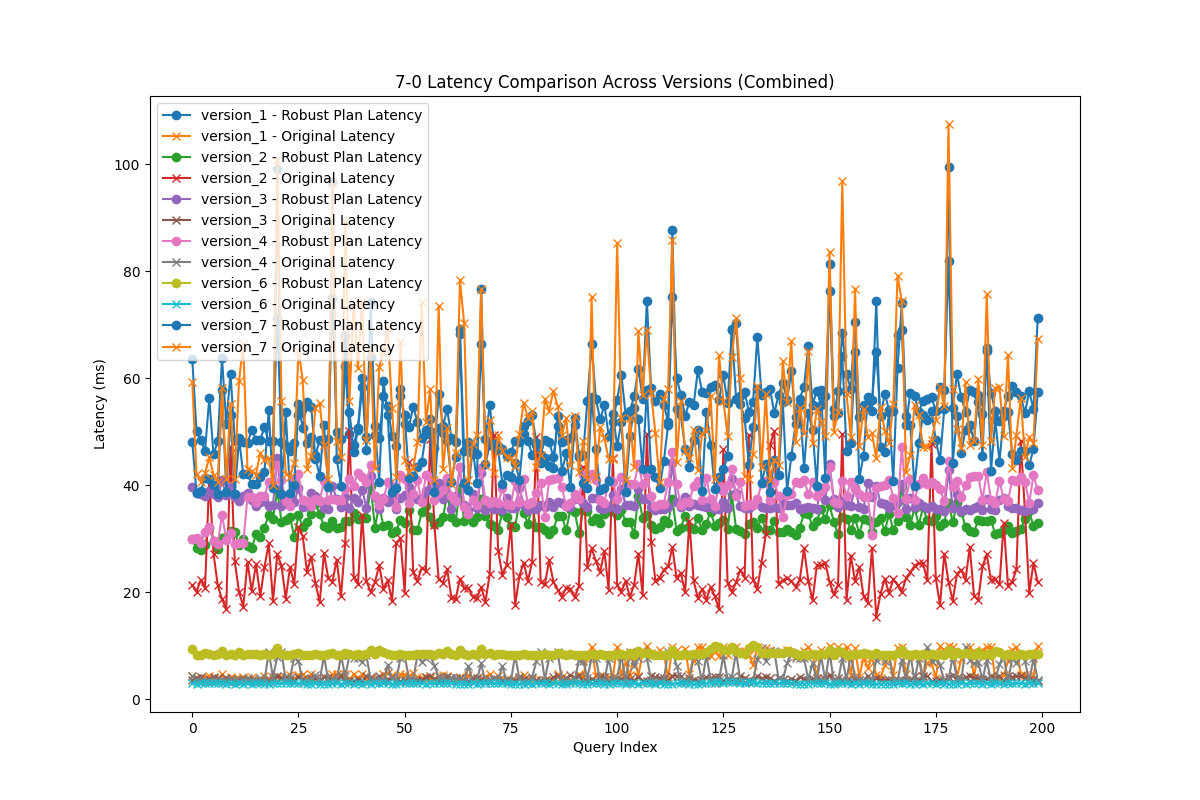 7-0 Latency Comparison Across Versions (Combined)
version_1 - Robust Plan Latency
version_1 - Original Latency
version_2 - Robust Plan Latency
version_2 - Original Latency
version_3 - Robust Plan Latency
version_3 - Original Latency
version_4 - Robust Plan Latency
version_4 - Original Latency
version_6 - Robust Plan Latency
version_6 - Original Latency
version_7 - Robust Plan Latency
version_7 - Original Latency
Latency (ms)
100
80
60
40
20
0
0 25 50 75 100 125 150 175 200
Query Index